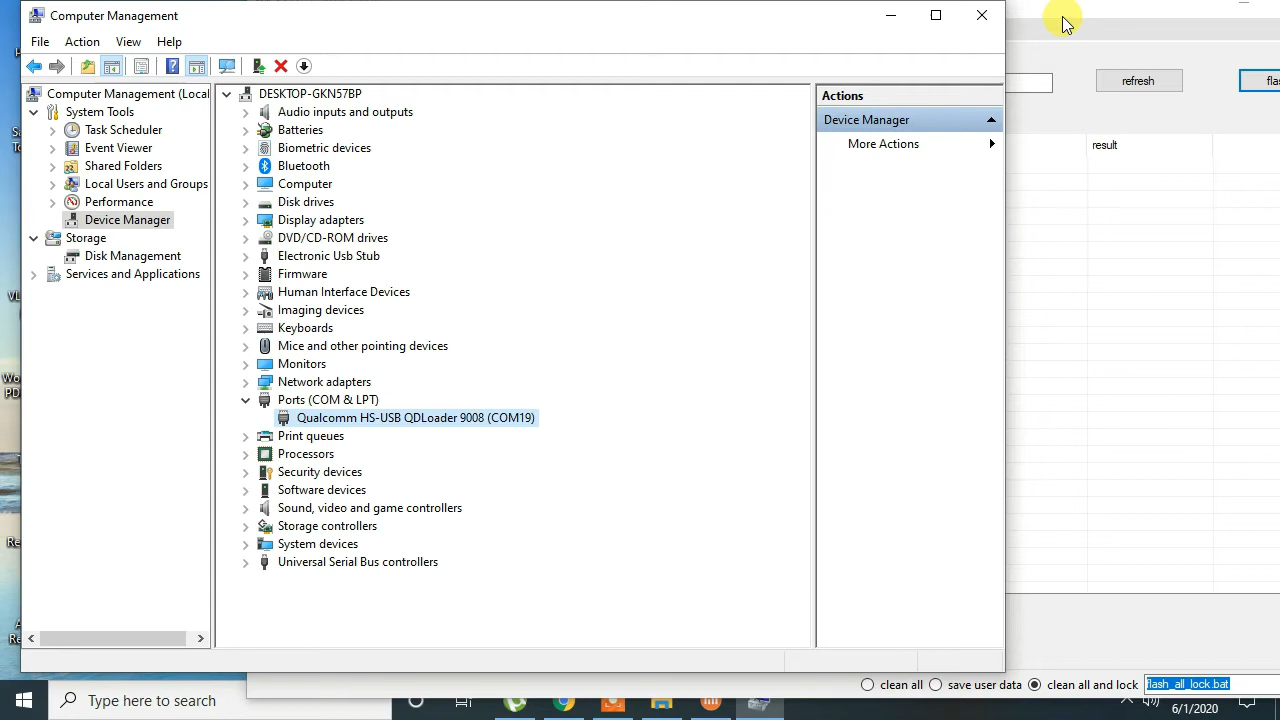 Computer Management
File Action View Help
Computer Management (Local
System Tools
Task Scheduler
Event Viewer
Shared Folders
Local Users and Groups
Performance
Device Manager
Storage
Disk Management
Services and Applications
DESKTOP-GKN57BP
Audio inputs and outputs
Batteries
Biometric devices
Bluetooth
Computer
Disk drives
Display adapters
DVD/CD-ROM drives
Electronic Usb Stub
Firmware
Human Interface Devices
Imaging devices
Keyboards
Mice and other pointing devices
Monitors
Network adapters
Ports (COM & LPT)
Qualcomm HS-USB QDLoader 9008 (COM19)
Print queues
Processors
Security devices
Software devices
Sound, video and game controllers
Storage controllers
System devices
Universal Serial Bus controllers
Actions
Device Manager
More Actions
refresh
result
clean all save user data clean all and lock flash_all_lock.bat
Type here to search
6/1/2020